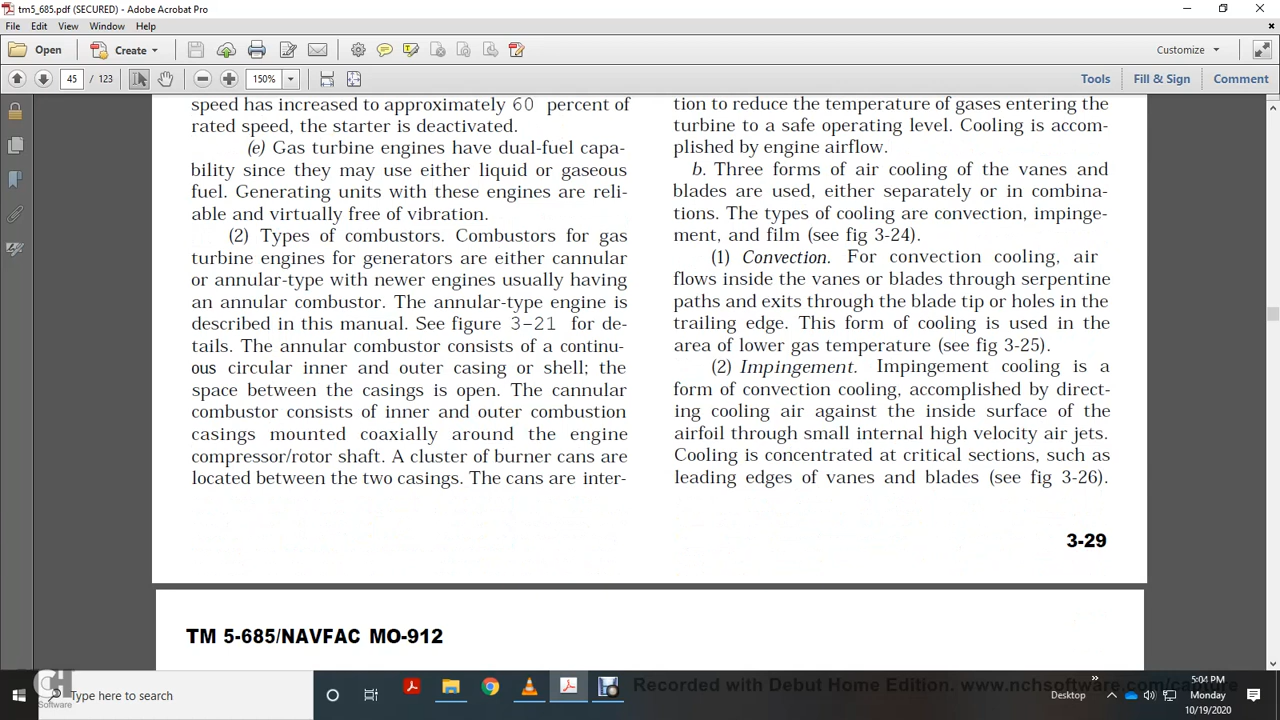 tm5_685.pdf (SECURED) - Adobe Acrobat Pro
File Edit View Window Help
Open Create Customize
45 / 123 150% Tools Fill & Sign Comment
speed has increased to approximately 60 percent of
rated speed, the starter is deactivated.
(e) Gas turbine engines have dual-fuel capa-
bility since they may use either liquid or gaseous
fuel. Generating units with these engines are reli-
able and virtually free of vibration.
(2) Types of combustors. Combustors for gas
turbine engines for generators are either cannular
or annular-type with newer engines usually having
an annular combustor. The annular-type engine is
described in this manual. See figure 3-21 for de-
tails. The annular combustor consists of a continu-
ous circular inner and outer casing or shell; the
space between the casings is open. The cannular
combustor consists of inner and outer combustion
casings mounted coaxially around the engine
compressor/rotor shaft. A cluster of burner cans are
located between the two casings. The cans are inter-
tion to reduce the temperature of gases entering the
turbine to a safe operating level. Cooling is accom-
plished by engine airflow.
b. Three forms of air cooling of the vanes and
blades are used, either separately or in combina-
tions. The types of cooling are convection, impinge-
ment, and film (see fig 3-24).
(1) Convection. For convection cooling, air
flows inside the vanes or blades through serpentine
paths and exits through the blade tip or holes in the
trailing edge. This form of cooling is used in the
area of lower gas temperature (see fig 3-25).
(2) Impingement. Impingement cooling is a
form of convection cooling, accomplished by direct-
ing cooling air against the inside surface of the
airfoil through small internal high velocity air jets.
Cooling is concentrated at critical sections, such as
leading edges of vanes and blades (see fig 3-26).
3-29
TM 5-685/NAVFAC MO-912
Type here to search
Software
Recorded with Debut Home Edition. www.nchsoftware.com/capture
Desktop
5:04 PM
Monday
10/19/2020